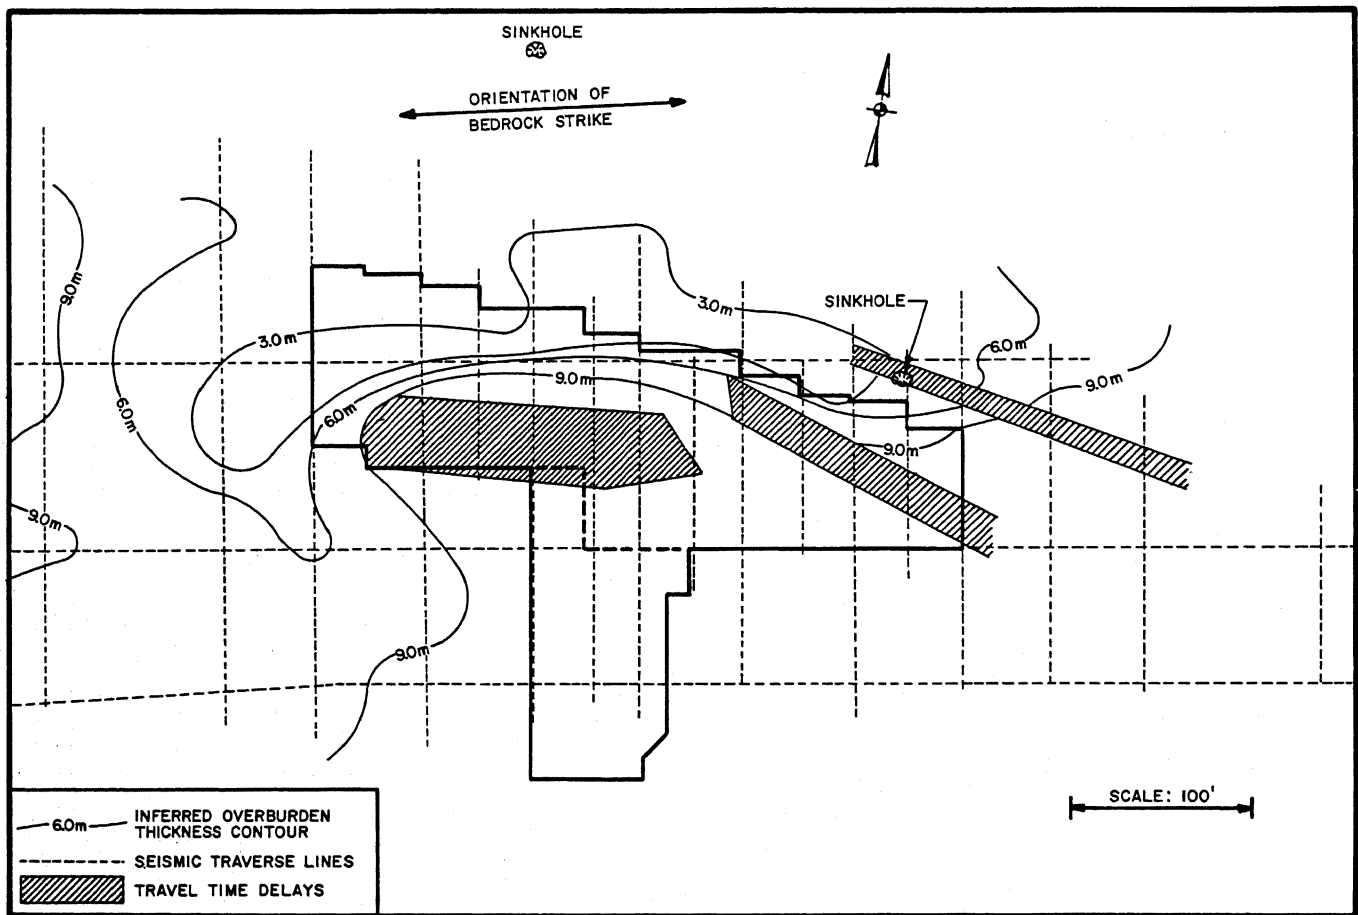 SINKHOLE
ORIENTATION OF
BEDROCK STRIKE
9.0m
3.0m
SINKHOLE
3.0m
6.0m
9.0m
9.0m
6.0m
6.0m
9.0m
9.0m
9.0m
SCALE: 100'
6.0m
INFERRED OVERBURDEN
THICKNESS CONTOUR
SEISMIC TRAVERSE LINES
TRAVEL TIME DELAYS